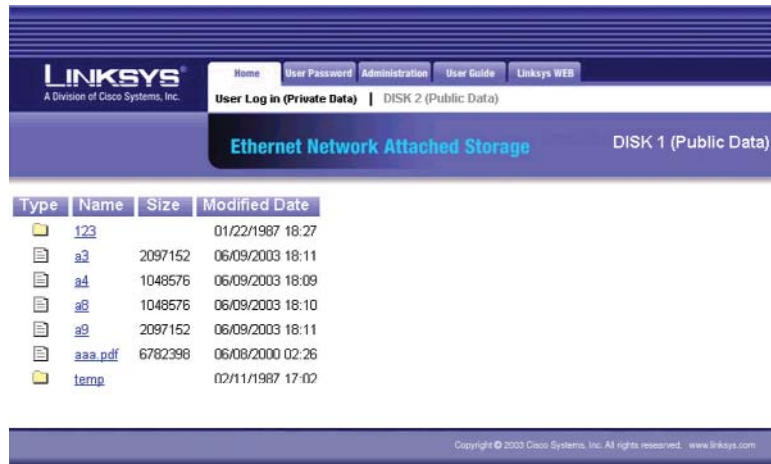 LINKSYS®
A Division of Cisco Systems, Inc.
Home User Password Administration User Guide Linksys WEB
User Log in (Private Data) | DISK 2 (Public Data)
Ethernet Network Attached Storage DISK 1 (Public Data)
Type Name Size Modified Date
123 01/22/1987 18:27
a3 2097152 06/09/2003 18:11
a4 1048576 06/09/2003 18:09
a8 1048576 06/09/2003 18:10
a9 2097152 06/09/2003 18:11
aaa.pdf 6782398 06/08/2000 02:26
temp 02/11/1987 17:02
Copyright © 2003 Cisco Systems, Inc. All rights researved. www.linksys.com